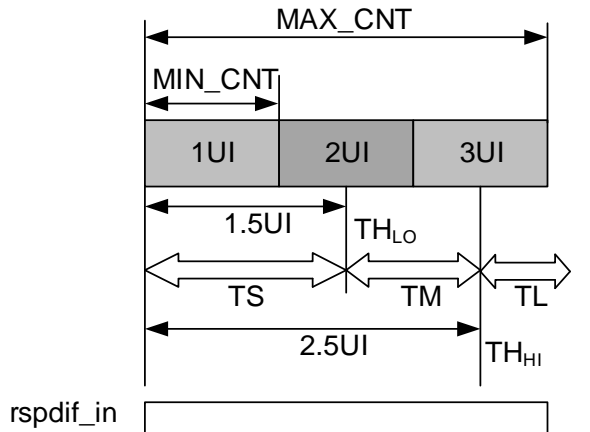 MAX_CNT
MIN_CNT
1UI 2UI 3UI
1.5UI TH_LO
TS TM TL
2.5UI TH_HI
rspdif_in